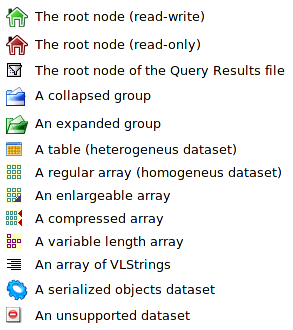 The root node (read-write)
The root node (read-only)
The root node of the Query Results file
A collapsed group
An expanded group
A table (heterogeneus dataset)
A regular array (homogeneus dataset)
An enlargeable array
A compressed array
A variable length array
An array of VLStrings
A serialized objects dataset
An unsupported dataset